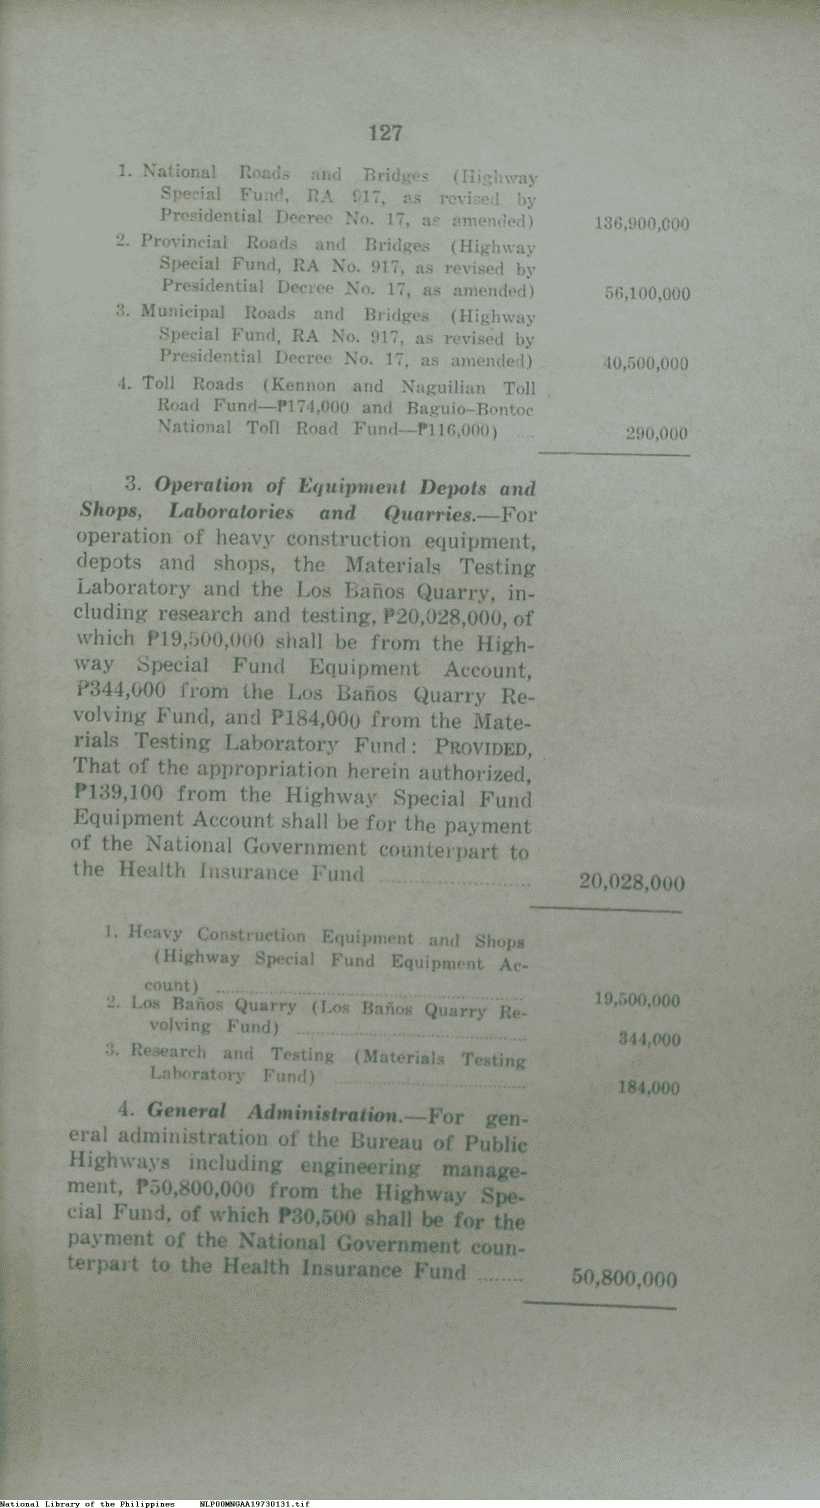 127
1. National Roads and Bridges (Highway
Special Fund, RA 917, as revised by
Presidential Decree No. 17, as amended) 136,900,000
2. Provincial Roads and Bridges (Highway
Special Fund, RA No. 917, as revised by
Presidential Decree No. 17, as amended) 56,100,000
3. Municipal Roads and Bridges (Highway
Special Fund, RA No. 917, as revised by
Presidential Decree No. 17, as amended) 40,500,000
4. Toll Roads (Kennon and Naguilian Toll
Road Fund—₱174,000 and Baguio-Bontoc
National Toll Road Fund—₱116,000) .... 290,000
3. Operation of Equipment Depots and
Shops, Laboratories and Quarries.—For
operation of heavy construction equipment,
depots and shops, the Materials Testing
Laboratory and the Los Baños Quarry, in-
cluding research and testing, ₱20,028,000, of
which ₱19,500,000 shall be from the High-
way Special Fund Equipment Account,
₱344,000 from the Los Baños Quarry Re-
volving Fund, and ₱184,000 from the Mate-
rials Testing Laboratory Fund: PROVIDED,
That of the appropriation herein authorized,
₱139,100 from the Highway Special Fund
Equipment Account shall be for the payment
of the National Government counterpart to
the Health Insurance Fund .......................... 20,028,000
1. Heavy Construction Equipment and Shops
(Highway Special Fund Equipment Ac-
count) .................................................... 19,500,000
2. Los Baños Quarry (Los Baños Quarry Re-
volving Fund) ........................................ 344,000
3. Research and Testing (Materials Testing
Laboratory Fund) .................................. 184,000
4. General Administration.—For gen-
eral administration of the Bureau of Public
Highways including engineering manage-
ment, ₱50,800,000 from the Highway Spe-
cial Fund, of which ₱30,500 shall be for the
payment of the National Government coun-
terpart to the Health Insurance Fund ........ 50,800,000
National Library of the Philippines NLP00MNGAA19730131.tif